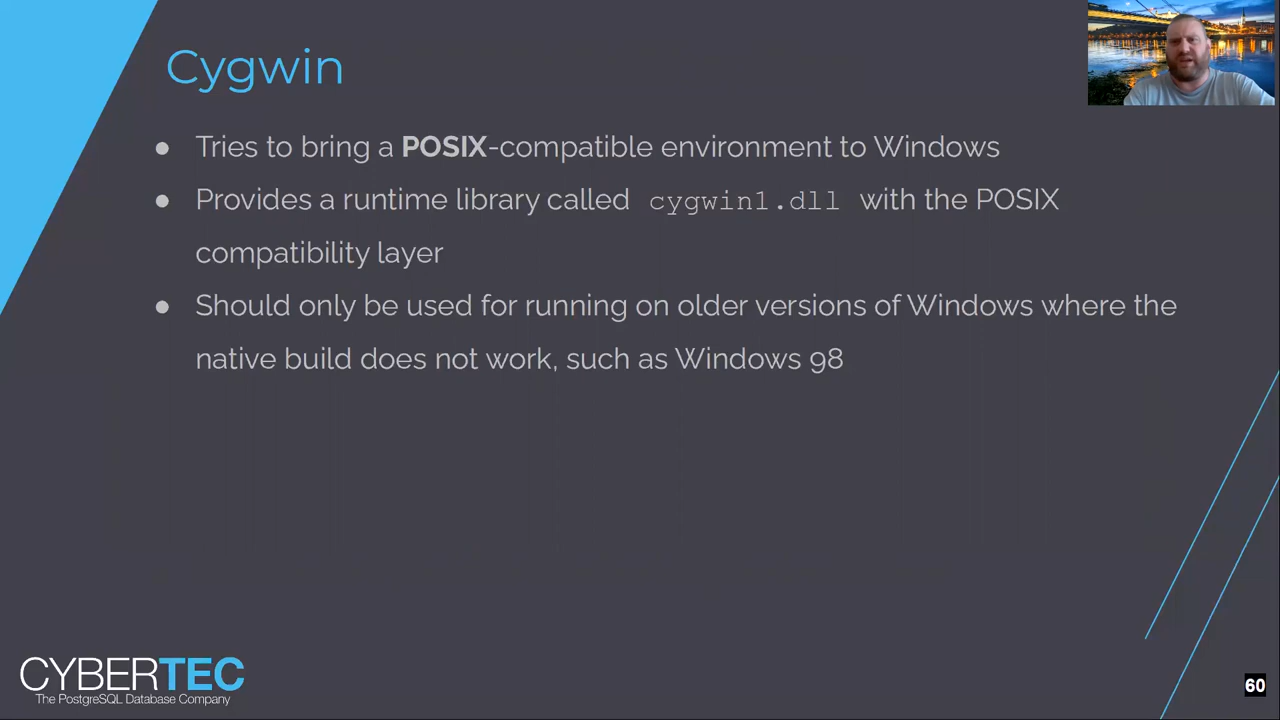 Cygwin
● Tries to bring a POSIX-compatible environment to Windows
● Provides a runtime library called cygwin1.dll with the POSIX
compatibility layer
● Should only be used for running on older versions of Windows where the
native build does not work, such as Windows 98
CYBERTEC
The PostgreSQL Database Company
60